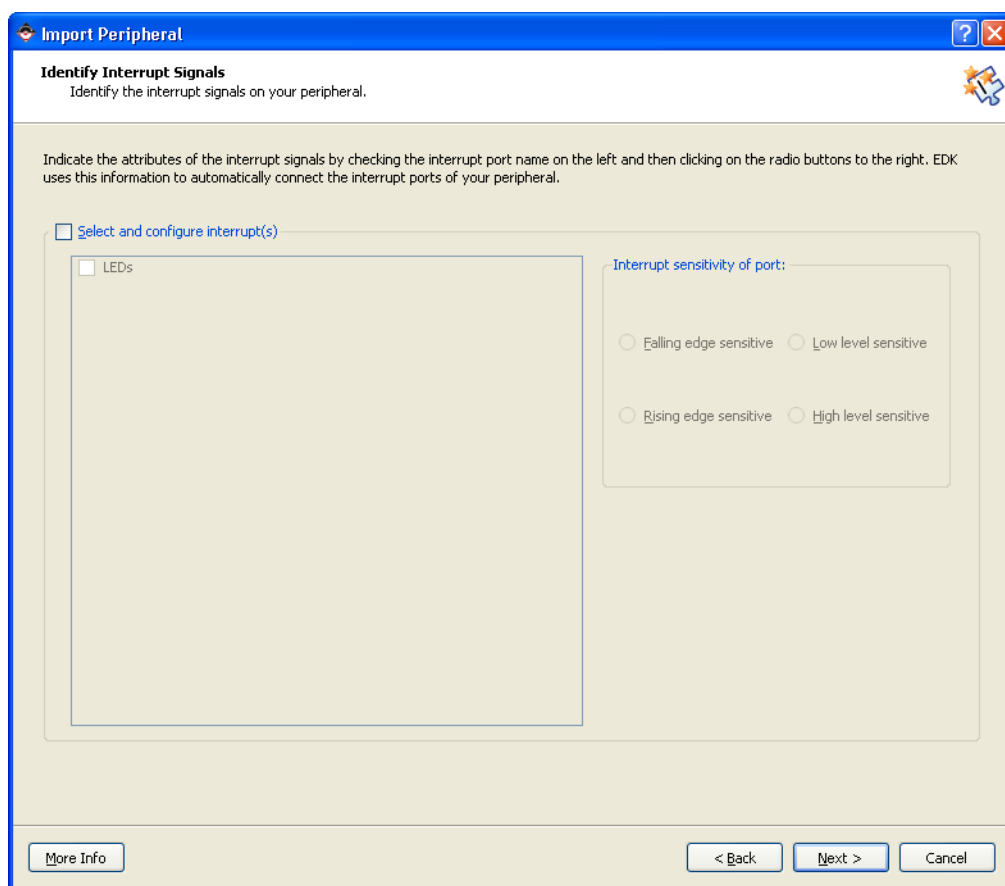 Import Peripheral
Identify Interrupt Signals
Identify the interrupt signals on your peripheral.
Indicate the attributes of the interrupt signals by checking the interrupt port name on the left and then clicking on the radio buttons to the right. EDK
uses this information to automatically connect the interrupt ports of your peripheral.
Select and configure interrupt(s)
LEDs
Interrupt sensitivity of port:
Falling edge sensitive
Low level sensitive
Rising edge sensitive
High level sensitive
More Info
< Back
Next >
Cancel